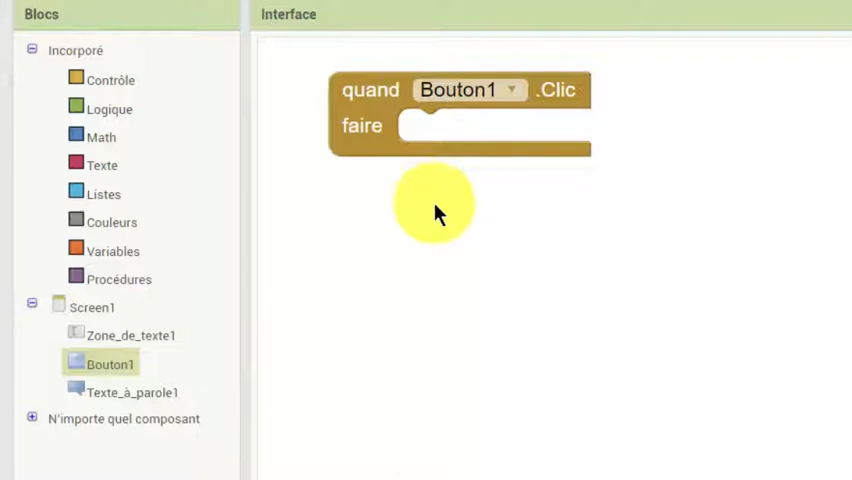 Blocs
Interface
Incorporé
Contrôle
Logique
Math
Texte
Listes
Couleurs
Variables
Procédures
Screen1
Zone_de_texte1
Bouton1
Texte_à_parole1
N'importe quel composant
quand Bouton1 .Clic
faire